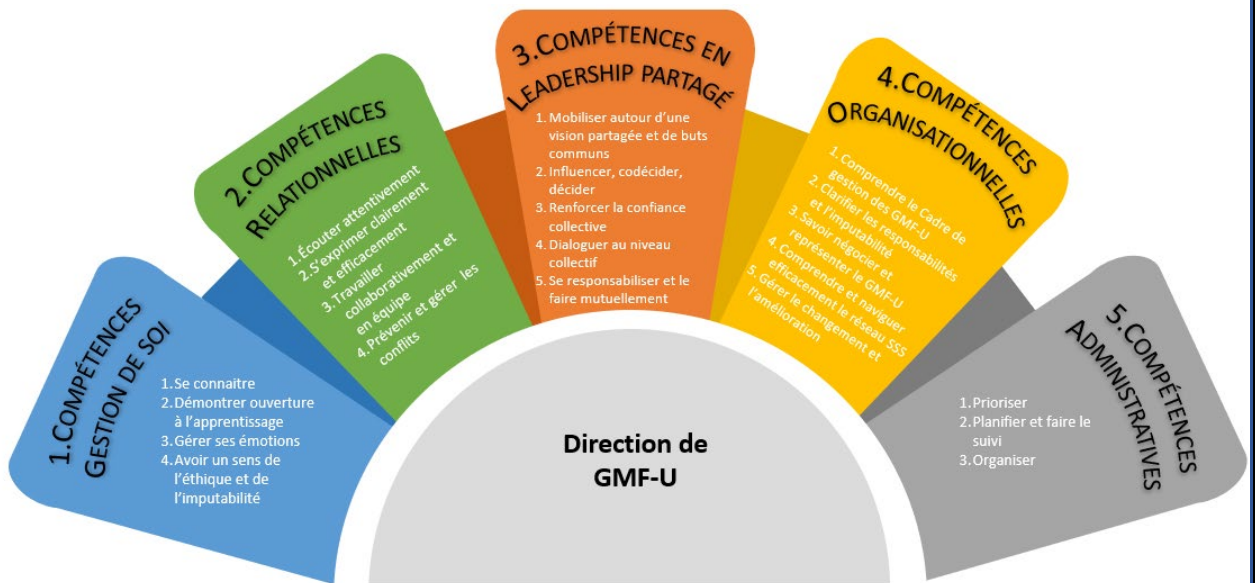 1.COMPÉTENCES
GESTION DE SOI
1. Se connaitre
2. Démontrer ouverture
à l'apprentissage
3. Gérer ses émotions
4. Avoir un sens de
l'éthique et de
l'imputabilité
2.COMPÉTENCES
RELATIONNELLES
1. Écouter attentivement
2. S'exprimer clairement
et efficacement
3. Travailler
collaborativement et
en équipe
4. Prévenir et gérer les
conflits
3.COMPÉTENCES EN
LEADERSHIP PARTAGÉ
1. Mobiliser autour d'une
vision partagée et de buts
communs
2. Influencer, codécider,
décider
3. Renforcer la confiance
collective
4. Dialoguer au niveau
collectif
5. Se responsabiliser et le
faire mutuellement
4.COMPÉTENCES
ORGANISATIONNELLES
1. Comprendre le Cadre de
gestion des GMF-U
2. Clarifier les responsabilités
et l'imputabilité
3. Savoir négocier et
représenter le GMF-U
4. Comprendre et naviguer
efficacement le réseau SSS
5. Gérer le changement et
l'amélioration
5.COMPÉTENCES
ADMINISTRATIVES
1. Prioriser
2. Planifier et faire le
suivi
3. Organiser
Direction de
GMF-U